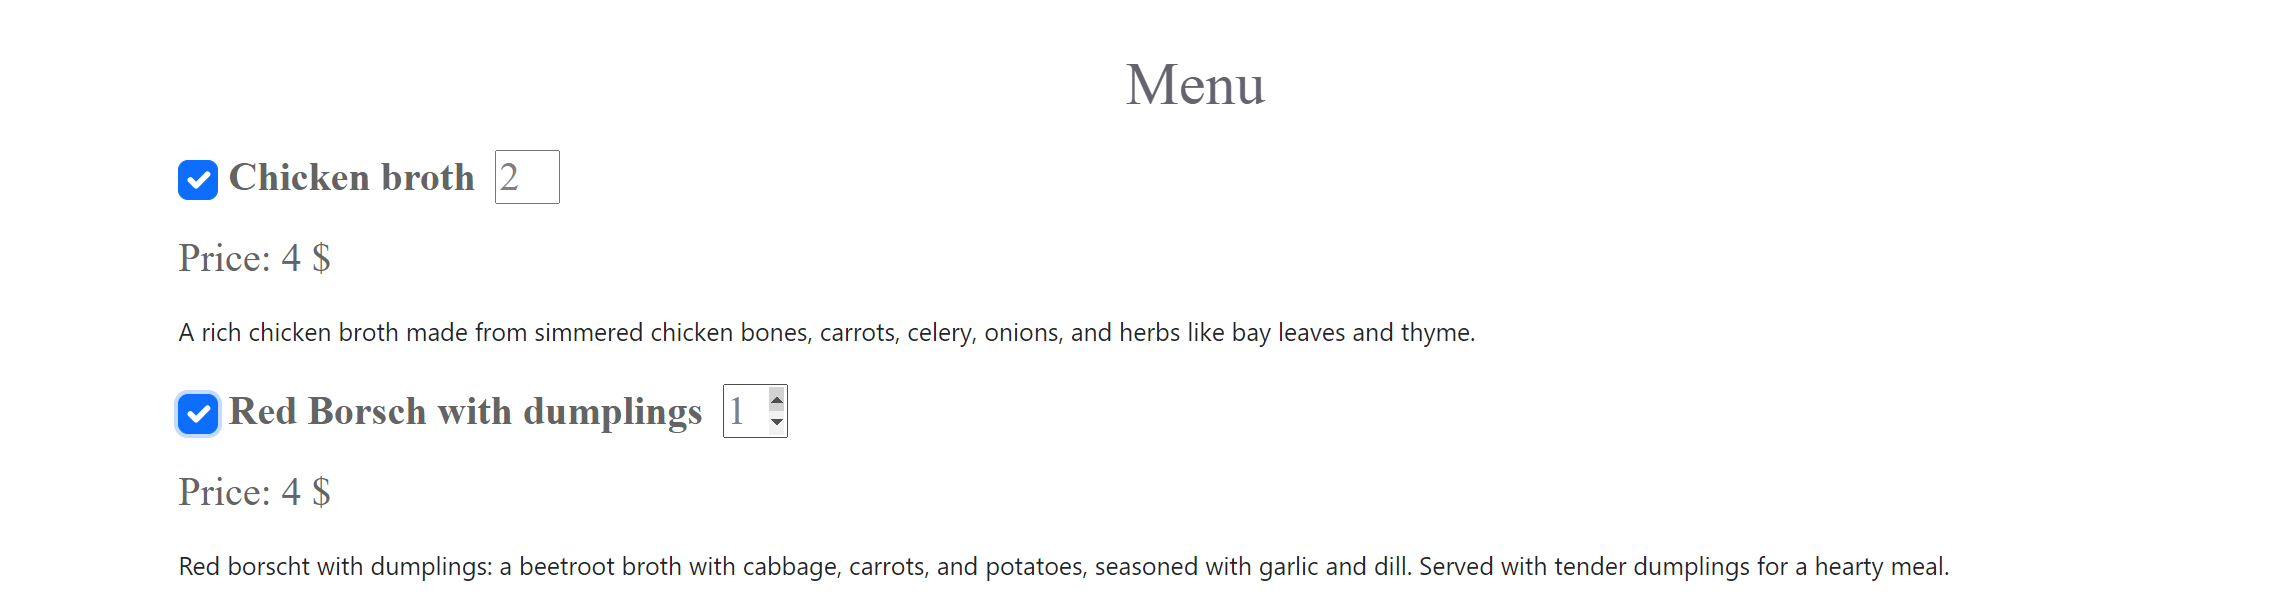 Menu
Chicken broth 2
Price: 4 $
A rich chicken broth made from simmered chicken bones, carrots, celery, onions, and herbs like bay leaves and thyme.
Red Borsch with dumplings 1
Price: 4 $
Red borscht with dumplings: a beetroot broth with cabbage, carrots, and potatoes, seasoned with garlic and dill. Served with tender dumplings for a hearty meal.